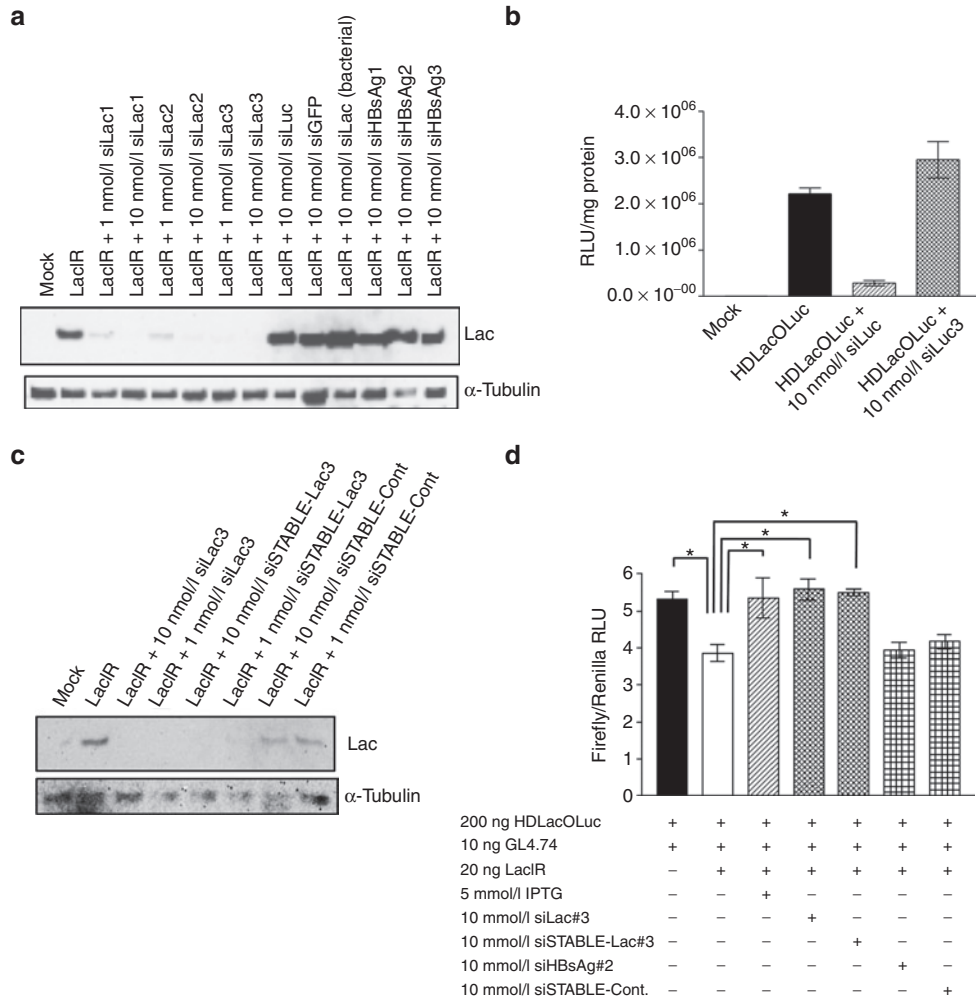 a
Mock
LacIR
LacIR + 1 nmol/l siLac1
LacIR + 10 nmol/l siLac1
LacIR + 1 nmol/l siLac2
LacIR + 10 nmol/l siLac2
LacIR + 1 nmol/l siLac3
LacIR + 10 nmol/l siLac3
LacIR + 10 nmol/l siLuc
LacIR + 10 nmol/l siGFP
LacIR + 10 nmol/l siLac (bacterial)
LacIR + 10 nmol/l siHBsAg1
LacIR + 10 nmol/l siHBsAg2
LacIR + 10 nmol/l siHBsAg3
Lac
α-Tubulin
b
RLU/mg protein
4.0 × 10⁰⁶
3.0 × 10⁰⁶
2.0 × 10⁰⁶
1.0 × 10⁰⁶
0.0 × 10⁻⁰⁰
Mock
HDLacOLuc
HDLacOLuc +
10 nmol/l siLuc
HDLacOLuc +
10 nmol/l siLuc3
c
Mock
LacIR
LacIR + 10 nmol/l siLac3
LacIR + 1 nmol/l siLac3
LacIR + 10 nmol/l siSTABLE-Lac3
LacIR + 1 nmol/l siSTABLE-Lac3
LacIR + 10 nmol/l siSTABLE-Cont
LacIR + 1 nmol/l siSTABLE-Cont
Lac
α-Tubulin
d
Firefly/Renilla RLU
6
5
4
3
2
1
0
* * * *
200 ng HDLacOLuc + + + + + + +
10 ng GL4.74 + + + + + + +
20 ng LacIR – + + + + + +
5 mmol/l IPTG – – + – – – –
10 mmol/l siLac#3 – – – + – – –
10 mmol/l siSTABLE-Lac#3 – – – – + – –
10 mmol/l siHBsAg#2 – – – – – + –
10 mmol/l siSTABLE-Cont. – – – – – – +